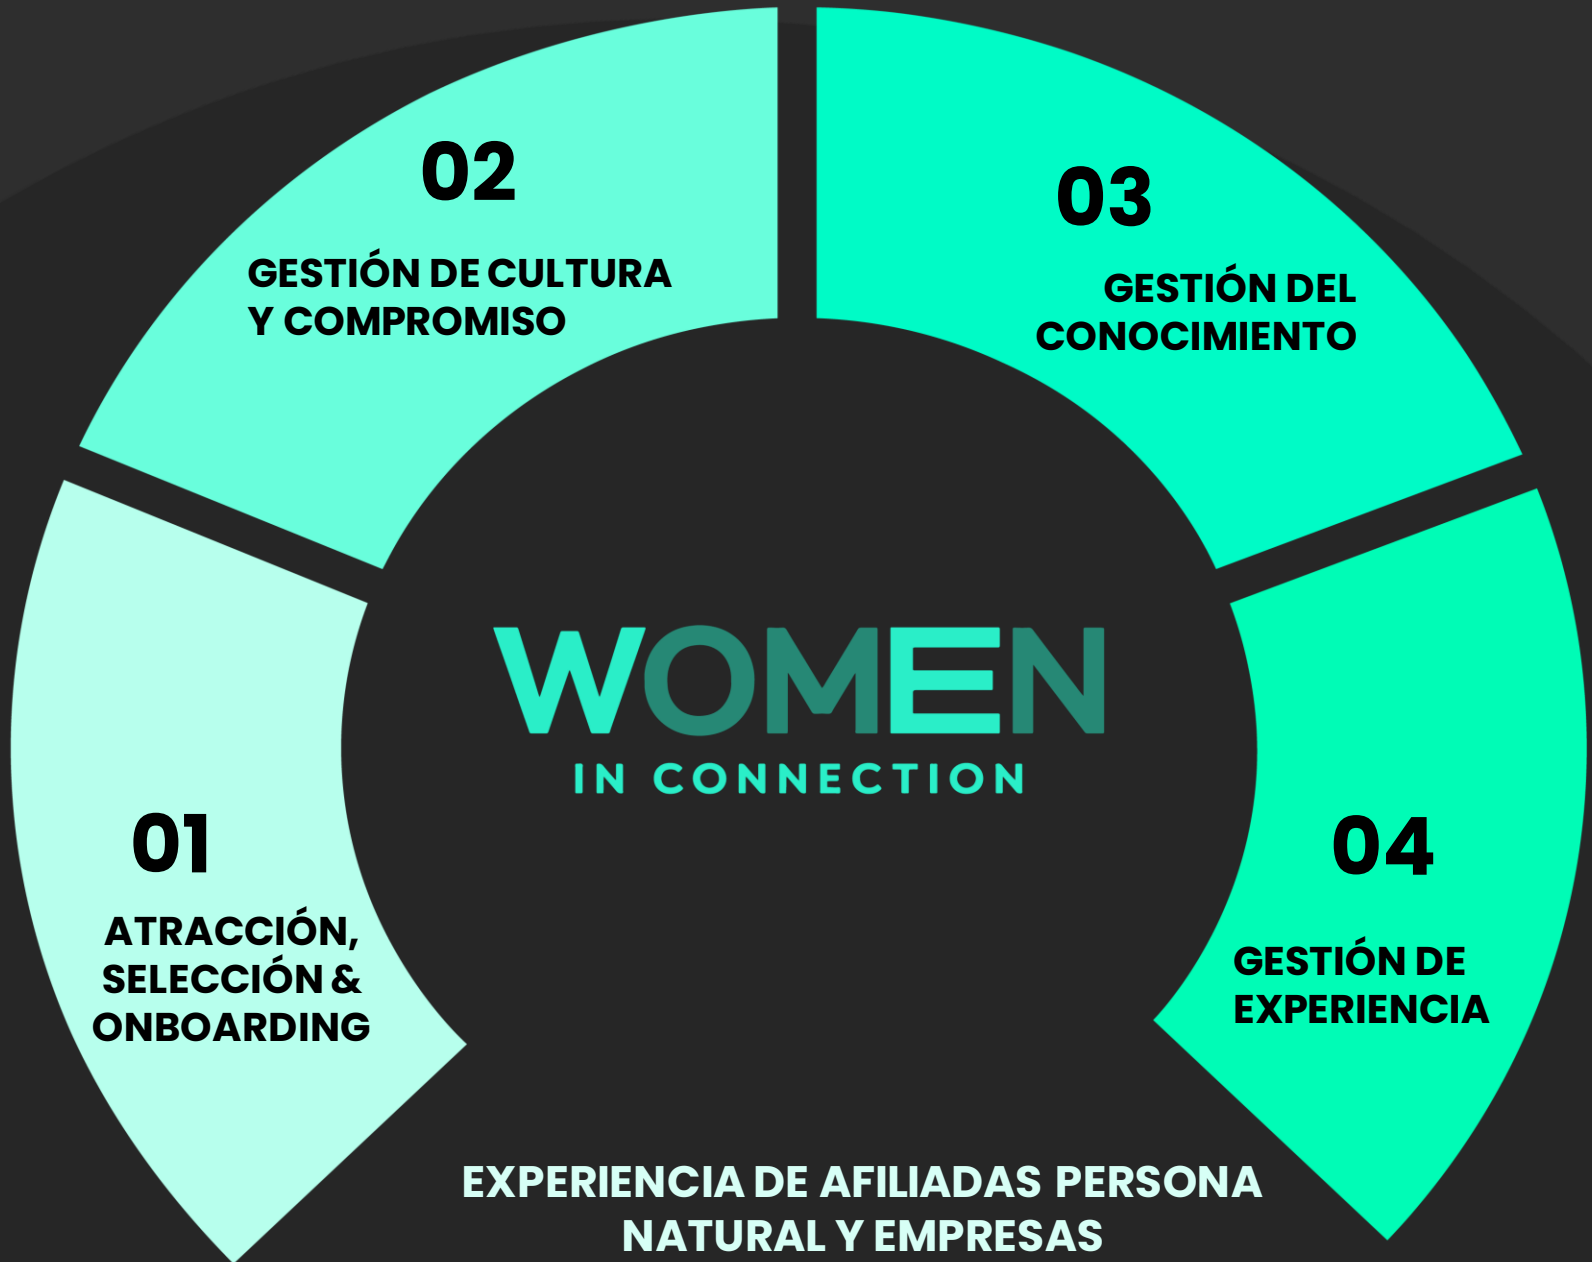 02
GESTIÓN DE CULTURA
Y COMPROMISO
03
GESTIÓN DEL
CONOCIMIENTO
WOMEN
IN CONNECTION
01
ATRACCIÓN,
SELECCIÓN &
ONBOARDING
04
GESTIÓN DE
EXPERIENCIA
EXPERIENCIA DE AFILIADAS PERSONA
NATURAL Y EMPRESAS